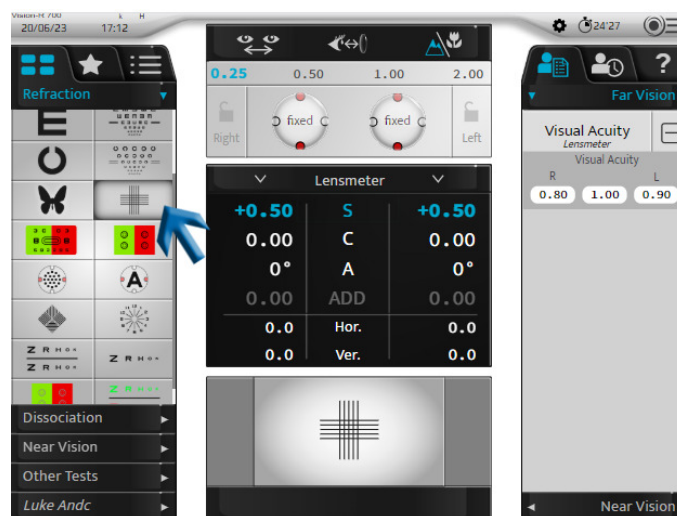 Vision-R 700
20/06/23 17:12
24'27
Refraction
E
Z R H
Z R H
Z R H
Z R H
A
Dissociation
Near Vision
Other Tests
Luke Andc
0.25 0.50 1.00 2.00
Right fixed fixed Left
Lensmeter
+0.50 S +0.50
0.00 C 0.00
0° A 0°
0.00 ADD 0.00
0.0 Hor. 0.0
0.0 Ver. 0.0
?
Far Vision
Visual Acuity
Lensmeter
Visual Acuity
R L
0.80 1.00 0.90
Near Vision